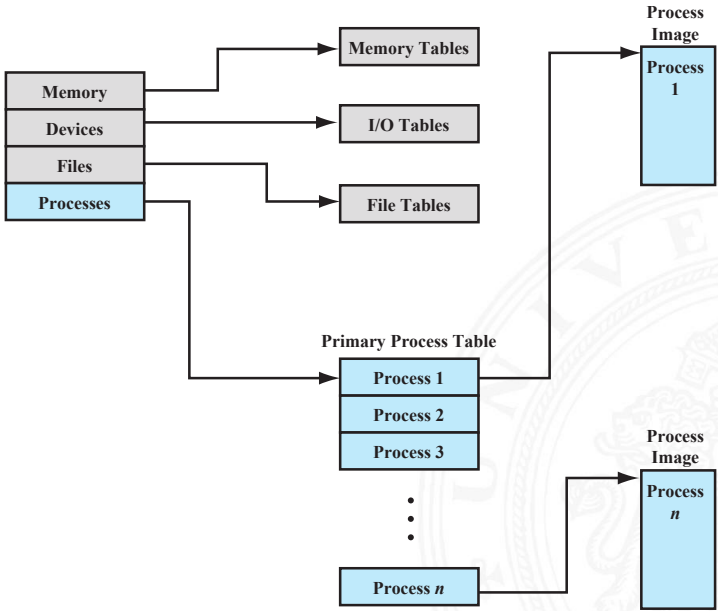 Memory
Devices
Files
Processes
Memory Tables
I/O Tables
File Tables
Primary Process Table
Process 1
Process 2
Process 3
Process n
Process
Image
Process
1
Process
Image
Process
n
U N I V E